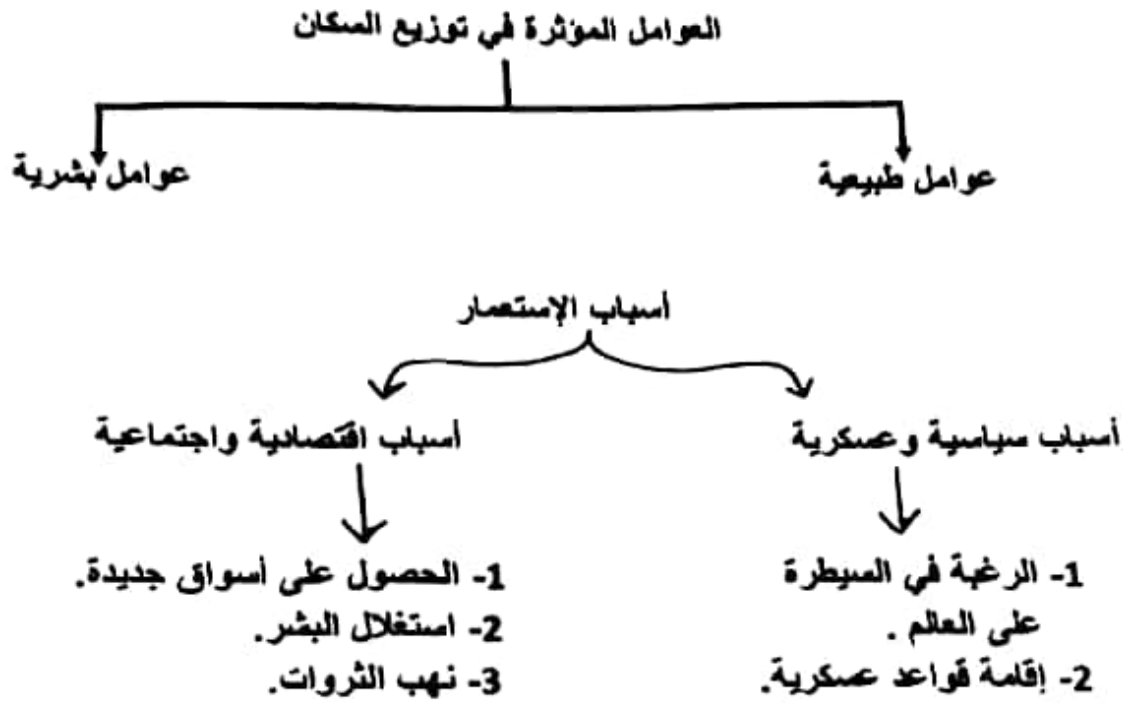 العوامل المؤثرة في توزيع السكان
عوامل طبيعية
عوامل بشرية
أسباب الإستعمار
أسباب سياسية وعسكرية
أسباب اقتصادية واجتماعية
1- الرغبة في السيطرة
على العالم .
2- إقامة قواعد عسكرية.
1- الحصول على أسواق جديدة.
2- استغلال البشر.
3- نهب الثروات.